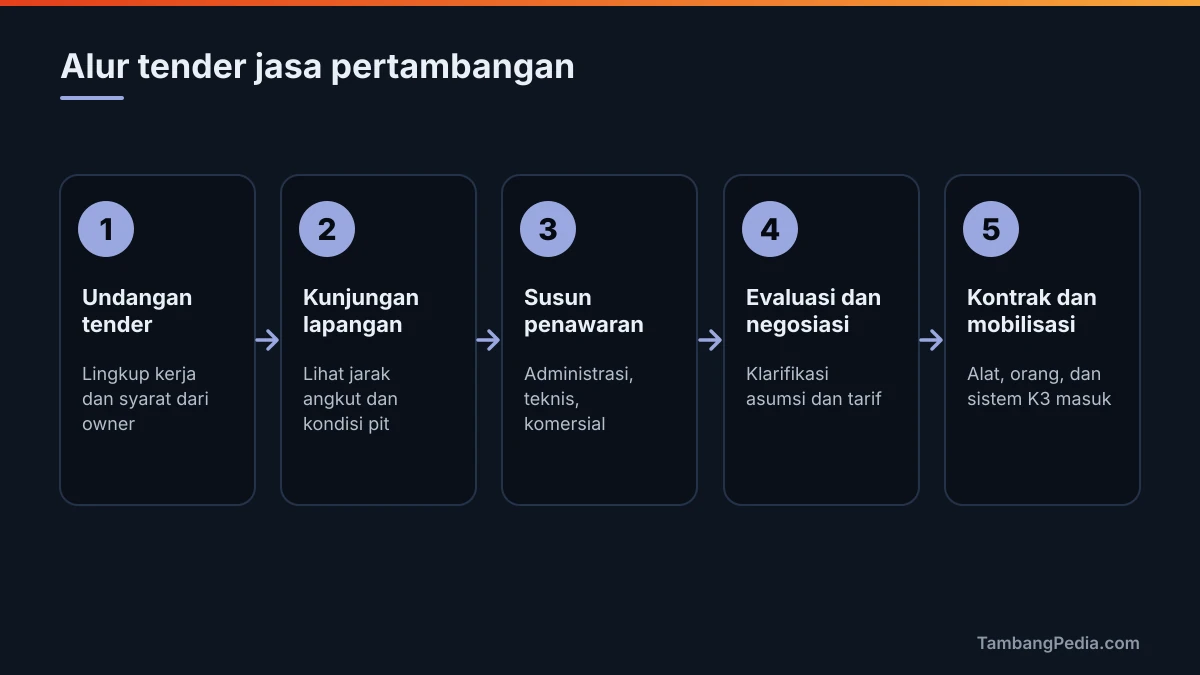 Alur tender jasa pertambangan
1
Undangan
tender
Lingkup kerja
dan syarat dari
owner
2
Kunjungan
lapangan
Lihat jarak
angkut dan
kondisi pit
3
Susun
penawaran
Administrasi,
teknis,
komersial
4
Evaluasi dan
negosiasi
Klarifikasi
asumsi dan tarif
5
Kontrak dan
mobilisasi
Alat, orang, dan
sistem K3 masuk
TambangPedia.com